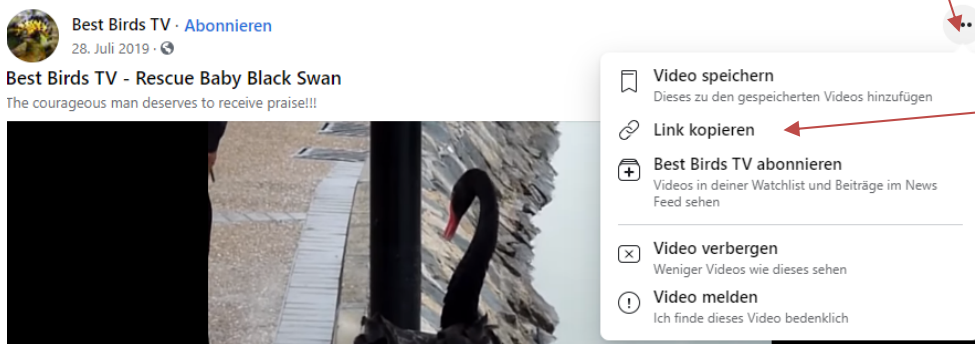 Best Birds TV · Abonnieren
28. Juli 2019 ·
Best Birds TV - Rescue Baby Black Swan
The courageous man deserves to receive praise!!!
Video speichern
Dieses zu den gespeicherten Videos hinzufügen
Link kopieren
Best Birds TV abonnieren
Videos in deiner Watchlist und Beiträge im News
Feed sehen
Video verbergen
Weniger Videos wie dieses sehen
Video melden
Ich finde dieses Video bedenklich